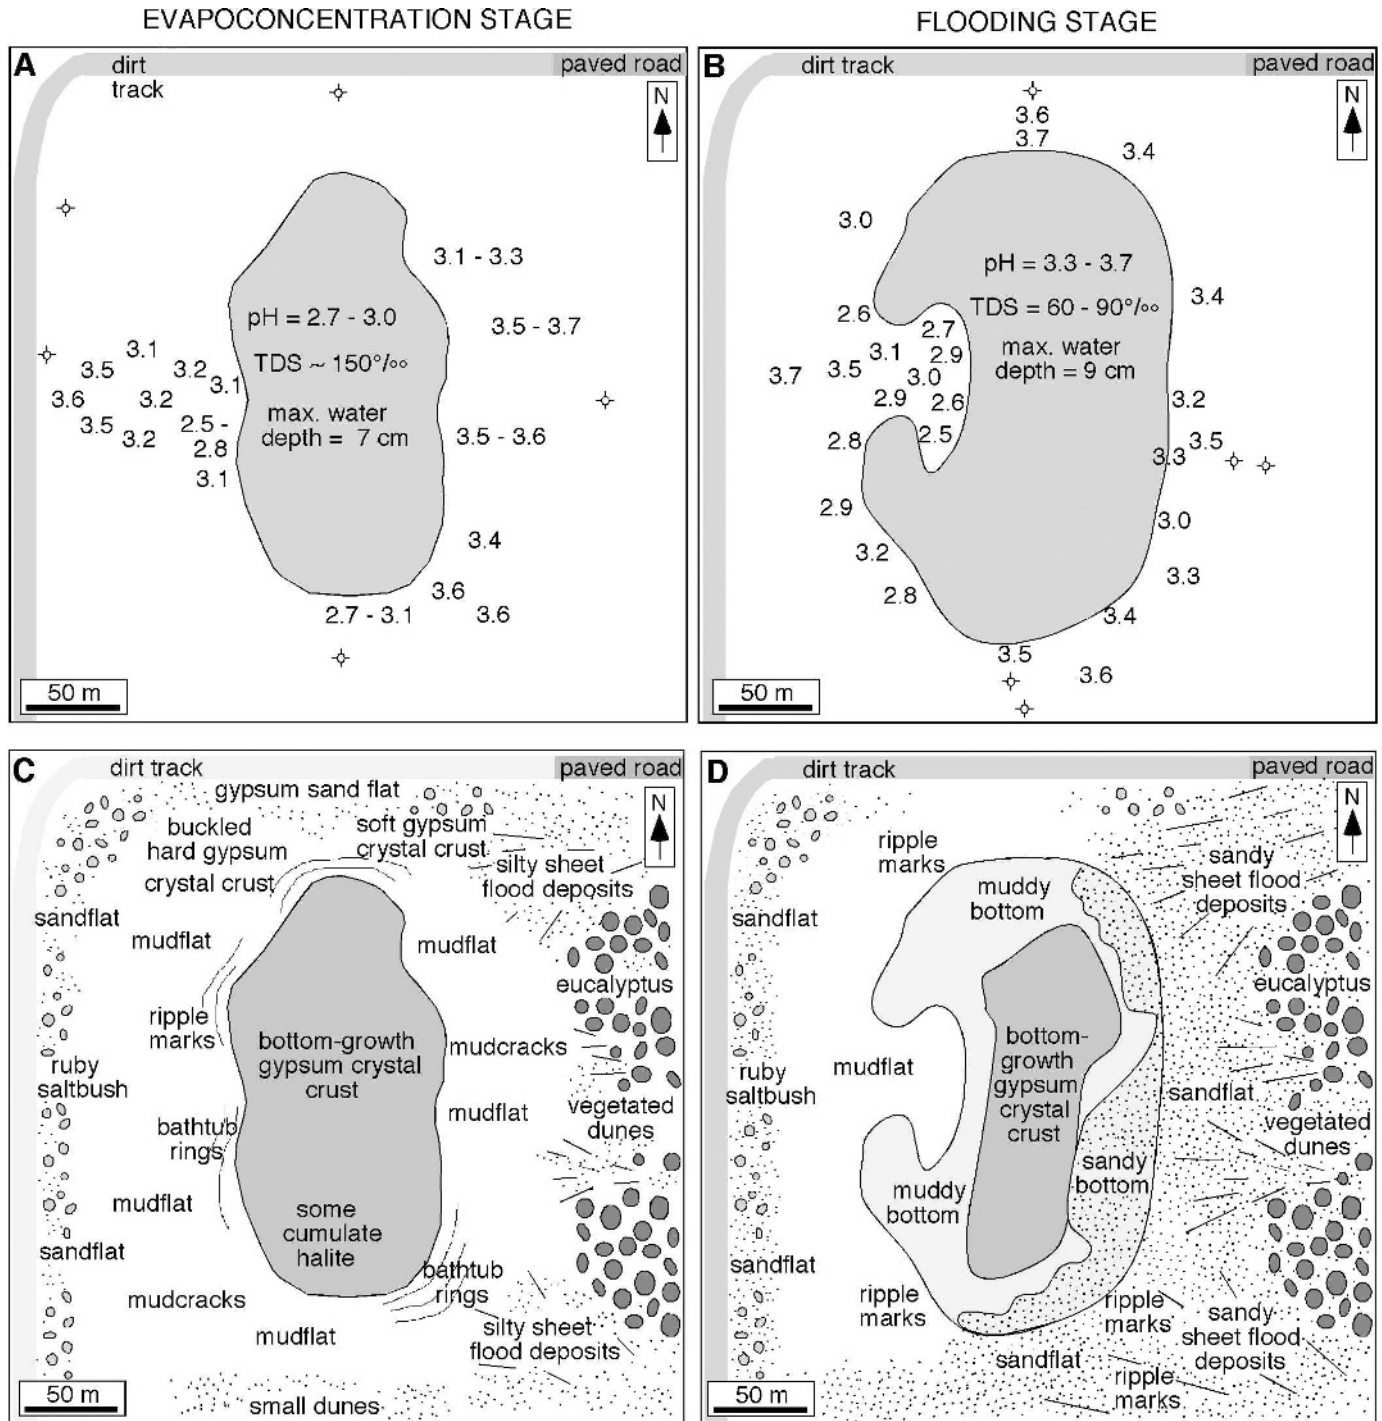 EVAPOCONCENTRATION STAGE
FLOODING STAGE
A
dirt
track
paved road
N
3.1 - 3.3
pH = 2.7 - 3.0
3.5 - 3.7
TDS ~ 150°/∘∘
3.1
3.5
3.2
3.1
3.6
3.2
max. water
depth = 7 cm
3.5
3.2
2.5 -
2.8
3.5 - 3.6
3.1
3.4
3.6
2.7 - 3.1
3.6
50 m
B
dirt track
paved road
N
3.6
3.7
3.4
3.0
pH = 3.3 - 3.7
3.4
TDS = 60 - 90°/∘∘
2.6
2.7
max. water
depth = 9 cm
3.1
2.9
3.5
3.7
3.0
2.9
2.6
3.2
2.8
2.5
3.5
3.3
2.9
3.0
3.2
3.3
2.8
3.4
3.5
3.6
50 m
C
dirt track
paved road
N
gypsum sand flat
buckled
hard gypsum
crystal crust
soft gypsum
crystal crust
silty sheet
flood deposits
sandflat
mudflat
mudflat
eucalyptus
ripple
marks
bottom-growth
gypsum crystal
crust
mudcracks
ruby
saltbush
mudflat
vegetated
dunes
bathtub
rings
mudflat
some
cumulate
halite
sandflat
bathtub
rings
mudcracks
mudflat
silty sheet
flood deposits
50 m
small dunes
D
dirt track
paved road
N
ripple
marks
muddy
bottom
sandy
sheet flood
deposits
sandflat
eucalyptus
bottom-
growth
gypsum
crystal
crust
mudflat
ruby
saltbush
sandflat
vegetated
dunes
sandy
bottom
muddy
bottom
sandflat
ripple
marks
ripple
marks
sandy
sheet flood
deposits
sandflat
ripple
marks
50 m